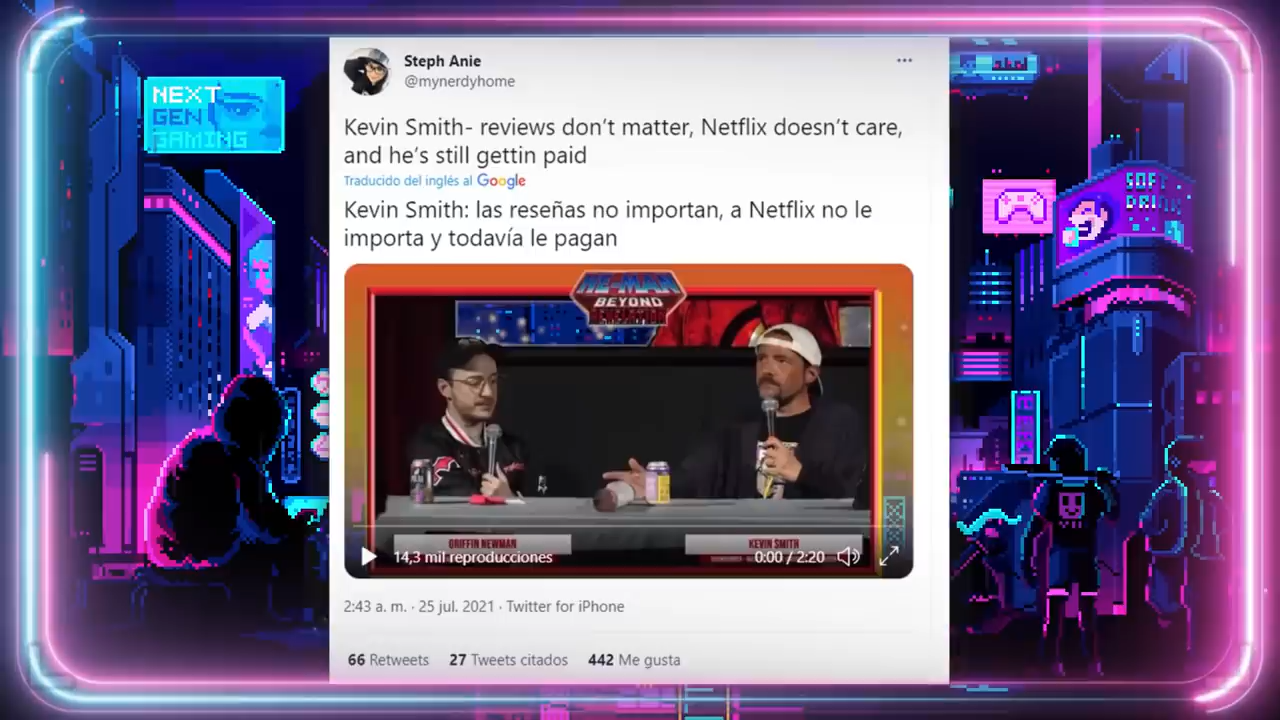 Steph Anie
@mynerdyhome
Kevin Smith- reviews don't matter, Netflix doesn't care,
and he's still gettin paid
Traducido del inglés al Google
Kevin Smith: las reseñas no importan, a Netflix no le
importa y todavía le pagan
HE-MAN
BEYOND
REVELATION
GRIFFIN NEWMAN
KEVIN SMITH
14,3 mil reproducciones
0:00 / 2:20
2:43 a. m. · 25 jul. 2021 · Twitter for iPhone
66 Retweets 27 Tweets citados 442 Me gusta
NEXT
GEN
GAMING
SOFT
DRINK